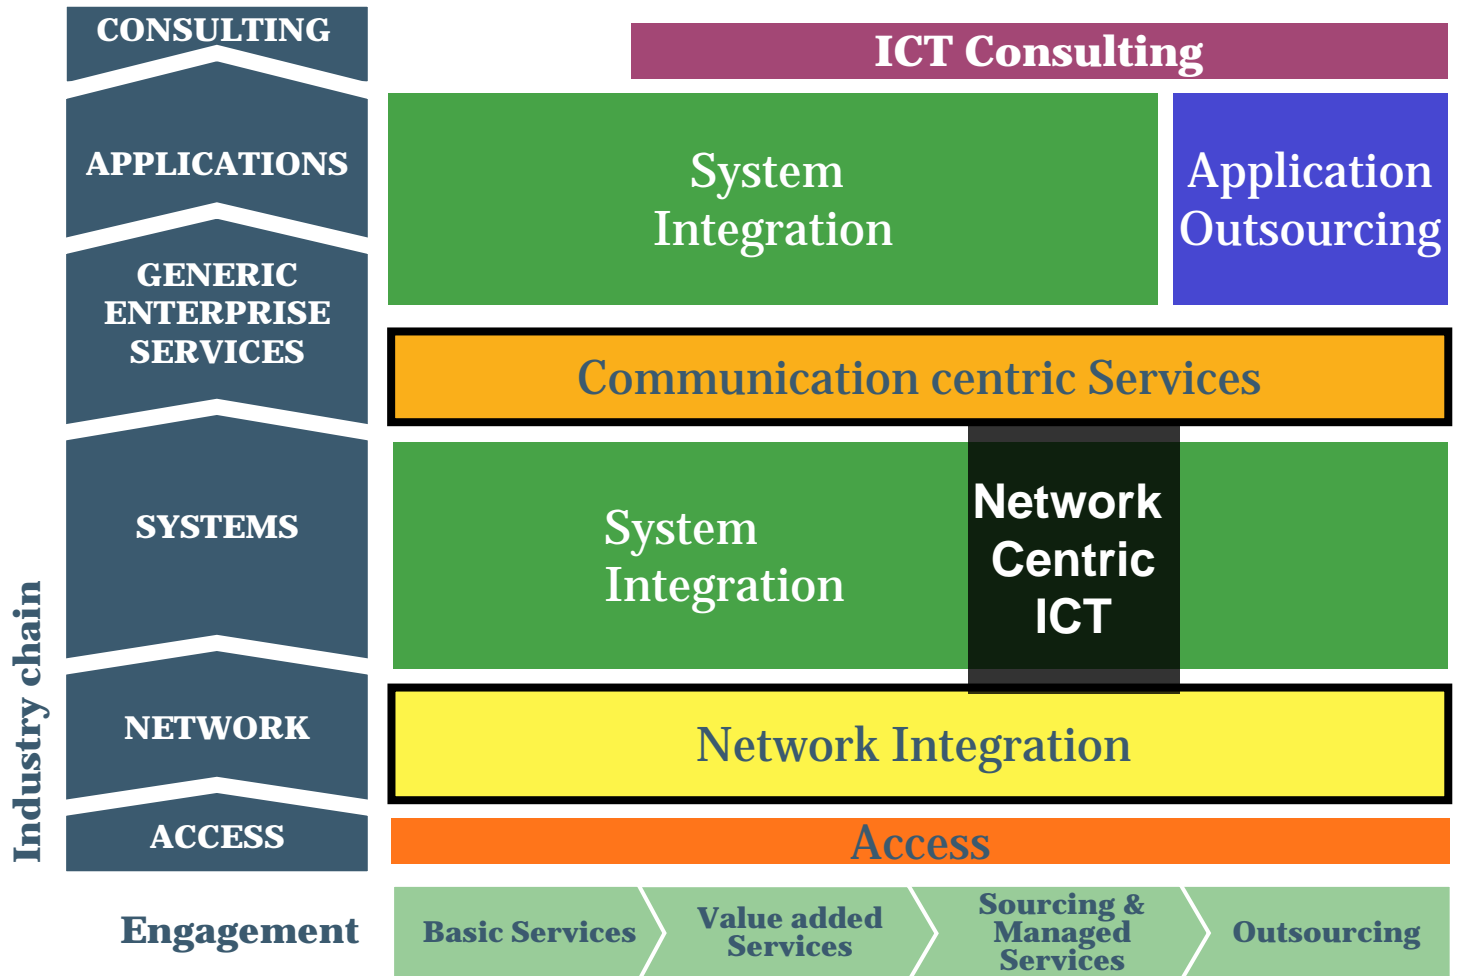 CONSULTING
ICT Consulting
APPLICATIONS
System
Integration
Application
Outsourcing
GENERIC
ENTERPRISE
SERVICES
Communication centric Services
SYSTEMS
System
Integration
Network
Centric
ICT
NETWORK
Network Integration
ACCESS
Access
Industry chain
Engagement
Basic Services
Value added
Services
Sourcing &
Managed
Services
Outsourcing